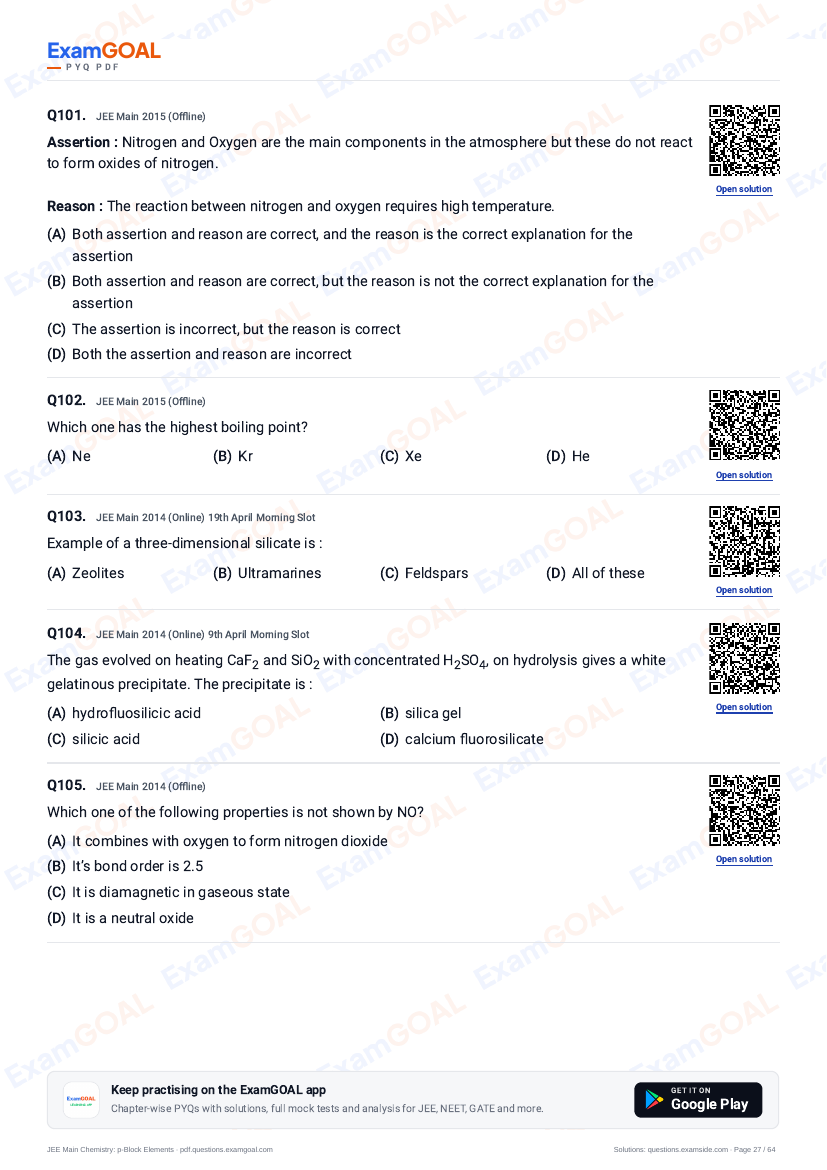 ExamGOAL
PYQ PDF
Q101. JEE Main 2015 (Offline)
Assertion : Nitrogen and Oxygen are the main components in the atmosphere but these do not react
to form oxides of nitrogen.
Reason : The reaction between nitrogen and oxygen requires high temperature.
(A) Both assertion and reason are correct, and the reason is the correct explanation for the
assertion
(B) Both assertion and reason are correct, but the reason is not the correct explanation for the
assertion
(C) The assertion is incorrect, but the reason is correct
(D) Both the assertion and reason are incorrect
Open solution
Q102. JEE Main 2015 (Offline)
Which one has the highest boiling point?
(A) Ne (B) Kr (C) Xe (D) He
Open solution
Q103. JEE Main 2014 (Online) 19th April Morning Slot
Example of a three-dimensional silicate is :
(A) Zeolites (B) Ultramarines (C) Feldspars (D) All of these
Open solution
Q104. JEE Main 2014 (Online) 9th April Morning Slot
The gas evolved on heating CaF2 and SiO2 with concentrated H2SO4, on hydrolysis gives a white
gelatinous precipitate. The precipitate is :
(A) hydrofluosilicic acid (B) silica gel
(C) silicic acid (D) calcium fluorosilicate
Open solution
Q105. JEE Main 2014 (Offline)
Which one of the following properties is not shown by NO?
(A) It combines with oxygen to form nitrogen dioxide
(B) It's bond order is 2.5
(C) It is diamagnetic in gaseous state
(D) It is a neutral oxide
Open solution
ExamGOAL
Keep practising on the ExamGOAL app
Chapter-wise PYQs with solutions, full mock tests and analysis for JEE, NEET, GATE and more.
GET IT ON
Google Play
JEE Main Chemistry: p-Block Elements · pdf.questions.examgoal.com
Solutions: questions.examside.com · Page 27 / 64